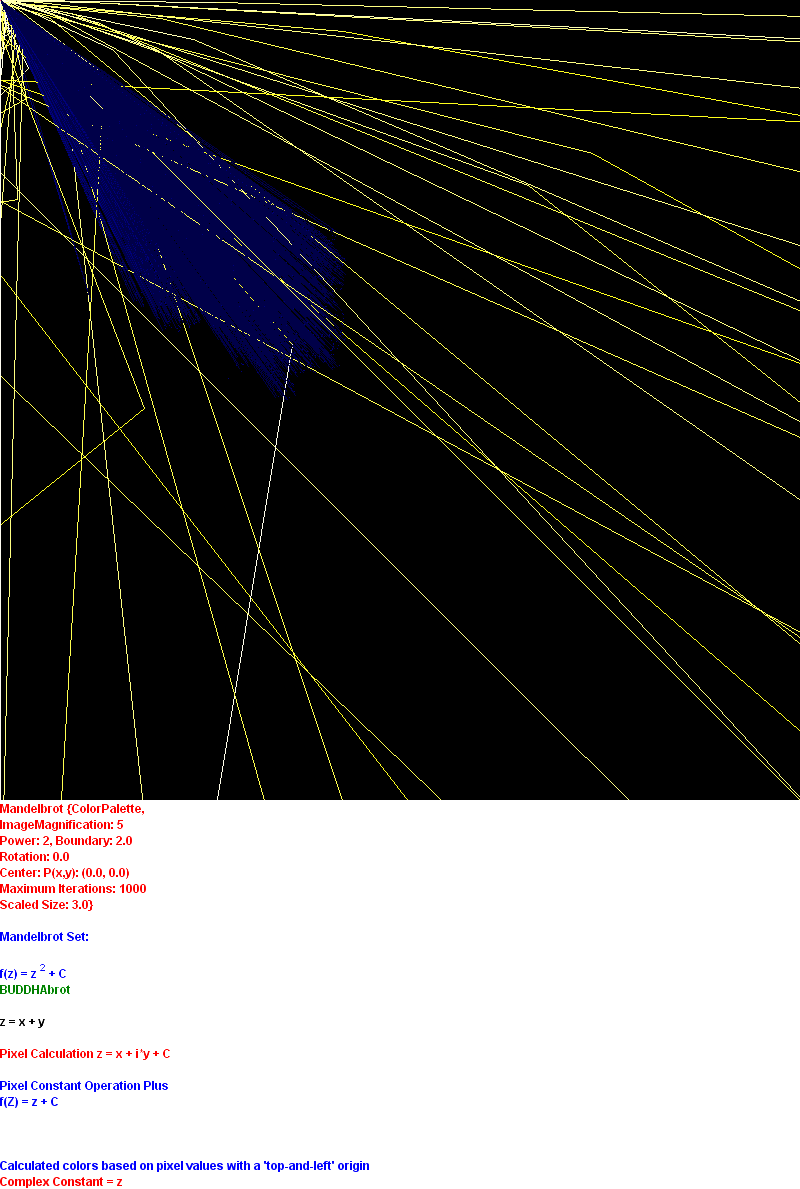 Mandelbrot {ColorPalette,
ImageMagnification: 5
Power: 2, Boundary: 2.0
Rotation: 0.0
Center: P(x,y): (0.0, 0.0)
Maximum Iterations: 1000
Scaled Size: 3.0}
Mandelbrot Set:
f(z) = z 2 + C
BUDDHAbrot
z = x + y
Pixel Calculation z = x + i*y + C
Pixel Constant Operation Plus
f(Z) = z + C
Calculated colors based on pixel values with a 'top-and-left' origin
Complex Constant = z